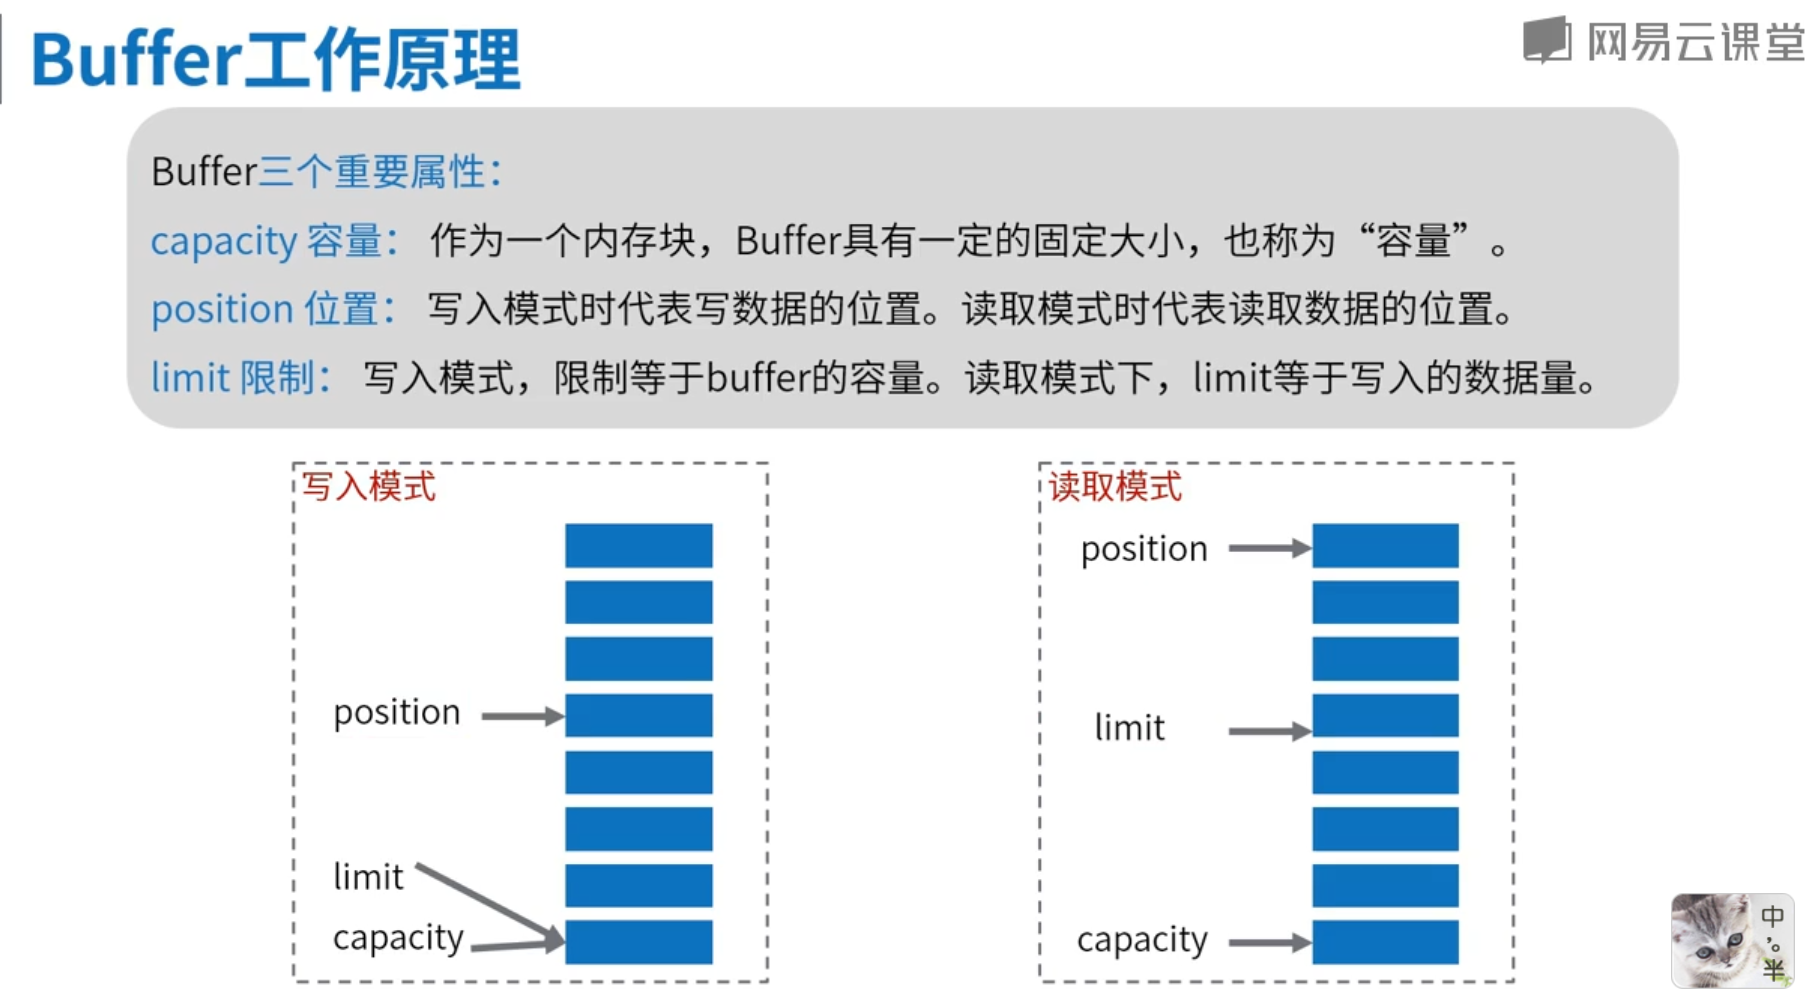 Buffer工作原理
网易云课堂
Buffer三个重要属性：
capacity 容量： 作为一个内存块，Buffer具有一定的固定大小，也称为“容量”。
position 位置： 写入模式时代表写数据的位置。读取模式时代表读取数据的位置。
limit 限制： 写入模式，限制等于buffer的容量。读取模式下，limit等于写入的数据量。
写入模式
position
limit
capacity
读取模式
position
limit
capacity
中
半